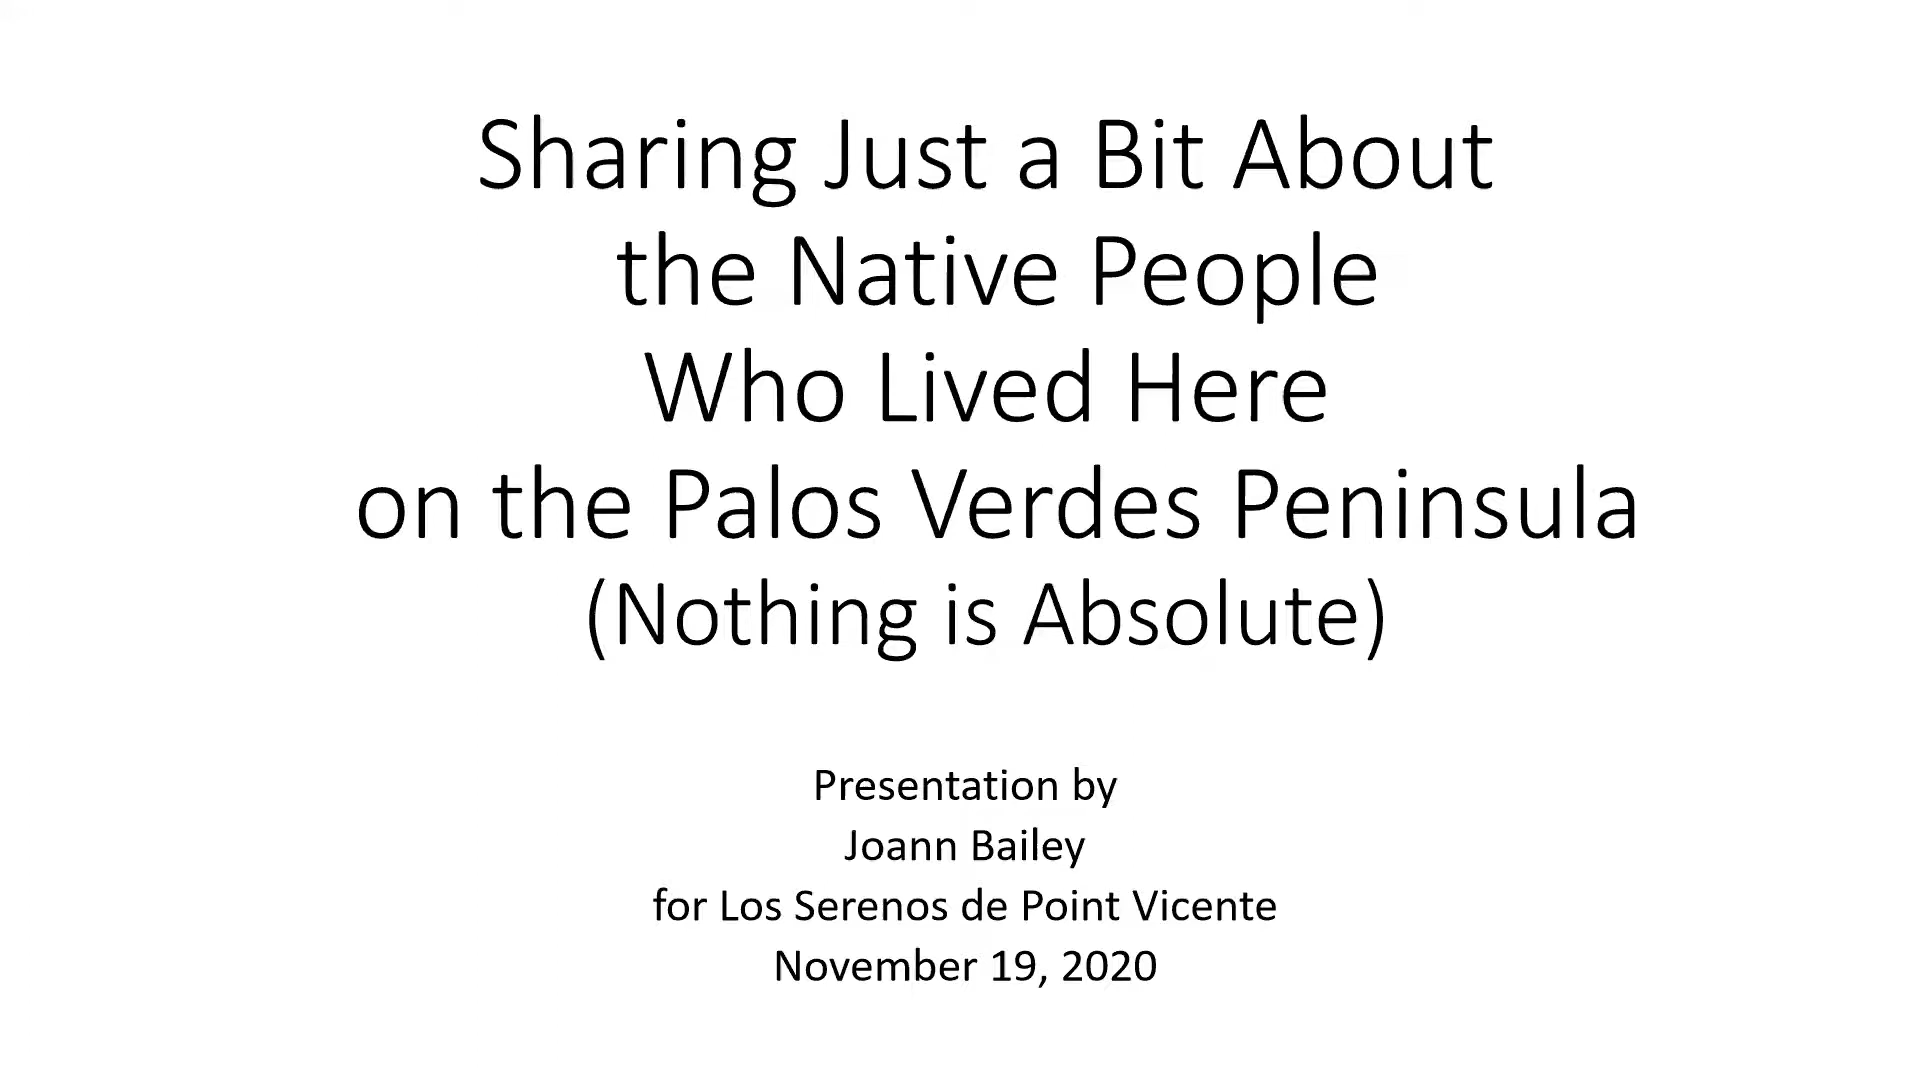 Sharing Just a Bit About
the Native People
Who Lived Here
on the Palos Verdes Peninsula
(Nothing is Absolute)
Presentation by
Joann Bailey
for Los Serenos de Point Vicente
November 19, 2020